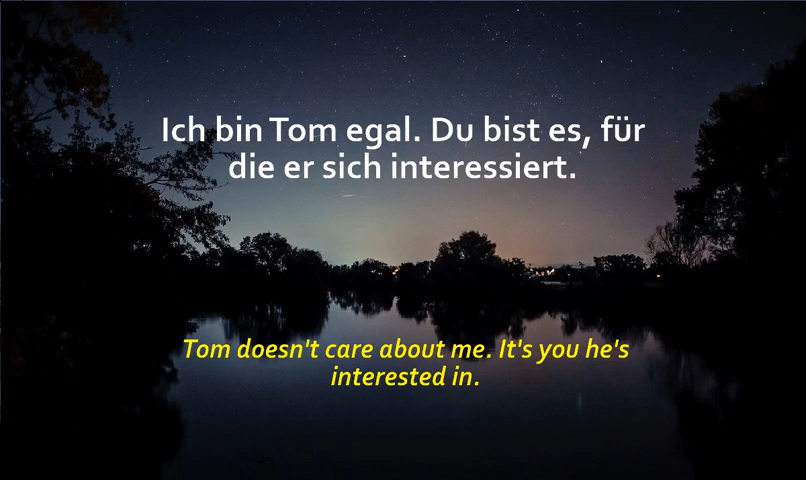 Ich bin Tom egal. Du bist es, für
die er sich interessiert.
Tom doesn't care about me. It's you he's
interested in.